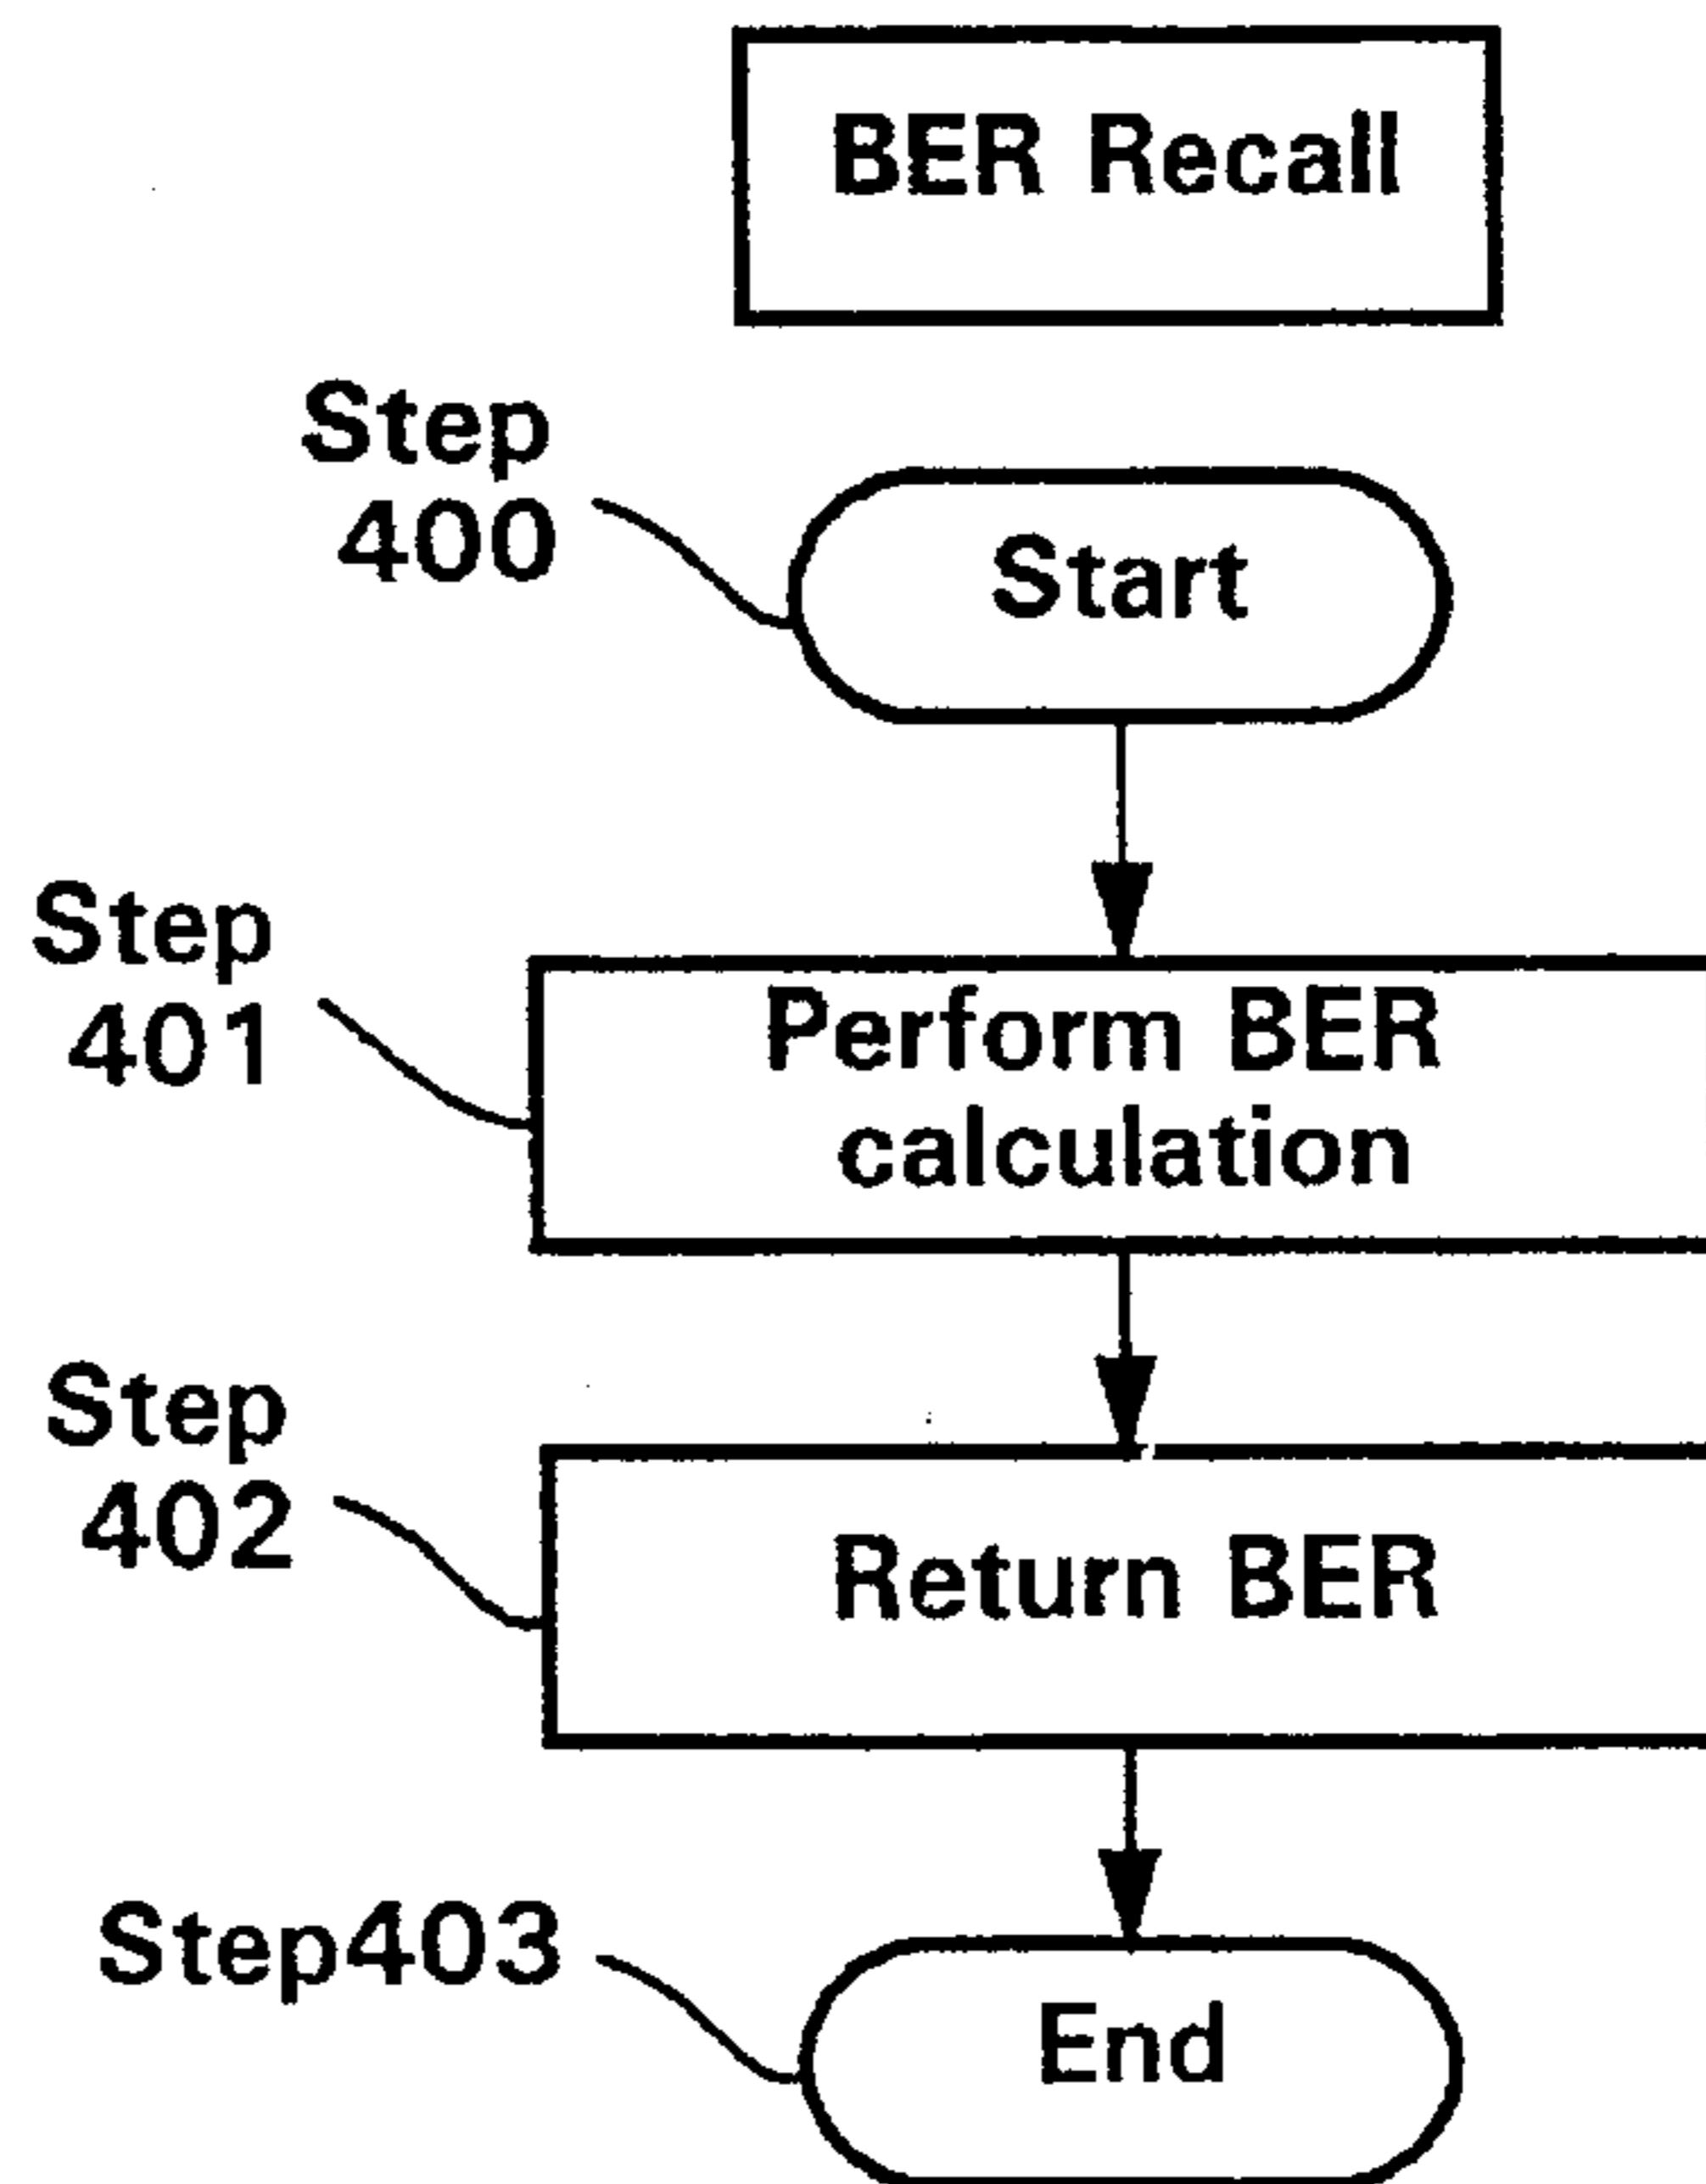 BER Recall
Step
400
Start
Step
401
Perform BER
calculation
Step
402
Return BER
Step403
End